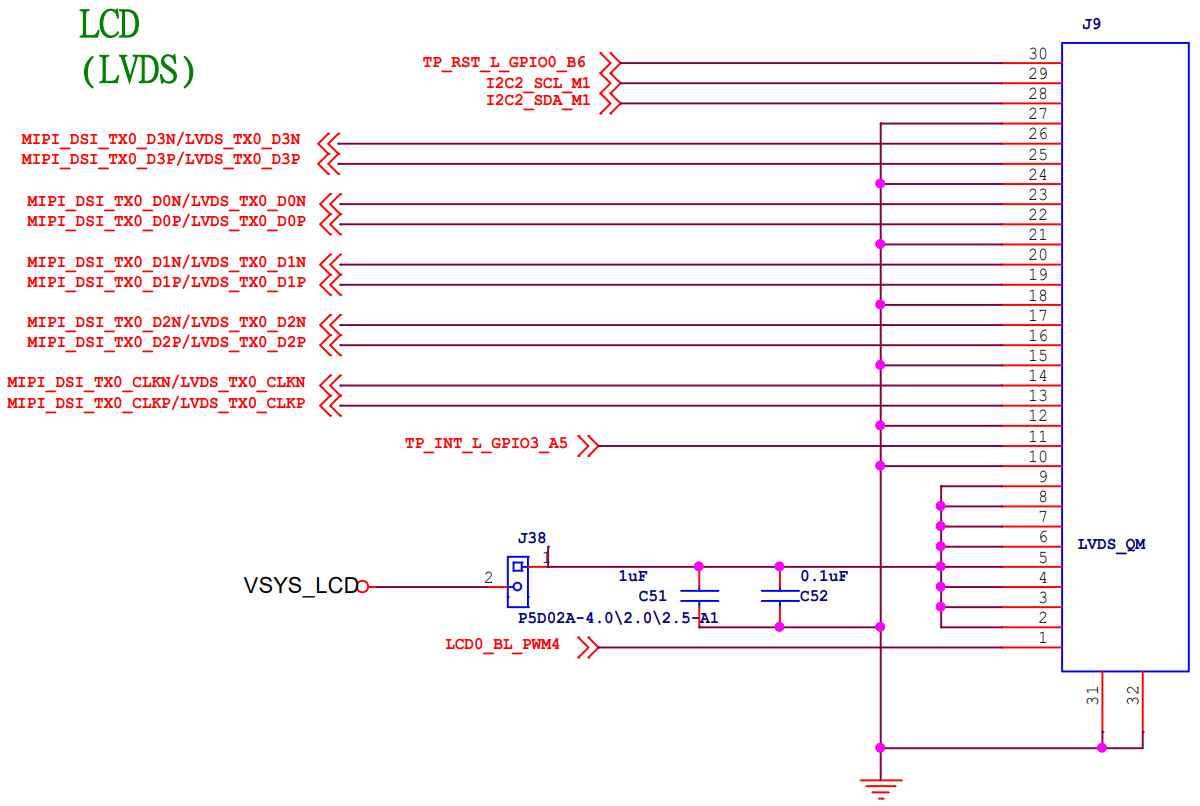 LCD
(LVDS)
J9
TP_RST_L_GPIO0_B6
30
I2C2_SCL_M1
29
I2C2_SDA_M1
28
27
MIPI_DSI_TX0_D3N/LVDS_TX0_D3N
26
MIPI_DSI_TX0_D3P/LVDS_TX0_D3P
25
24
MIPI_DSI_TX0_D0N/LVDS_TX0_D0N
23
MIPI_DSI_TX0_D0P/LVDS_TX0_D0P
22
21
MIPI_DSI_TX0_D1N/LVDS_TX0_D1N
20
MIPI_DSI_TX0_D1P/LVDS_TX0_D1P
19
18
MIPI_DSI_TX0_D2N/LVDS_TX0_D2N
17
MIPI_DSI_TX0_D2P/LVDS_TX0_D2P
16
15
MIPI_DSI_TX0_CLKN/LVDS_TX0_CLKN
14
MIPI_DSI_TX0_CLKP/LVDS_TX0_CLKP
13
12
TP_INT_L_GPIO3_A5
11
10
9
8
7
6
LVDS_QM
J38
1
5
VSYS_LCD
2
1uF
C51
0.1uF
C52
4
3
P5D02A-4.0\2.0\2.5-A1
2
LCD0_BL_PWM4
1
31
32